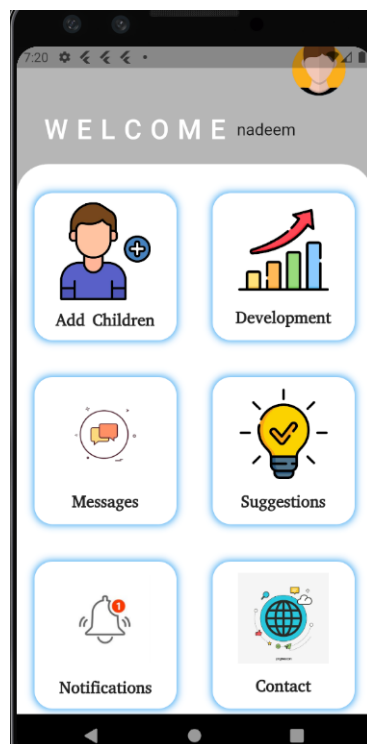 7:20
WELCOME nadeem
Add Children
Development
Messages
Suggestions
1
Notifications
Contact